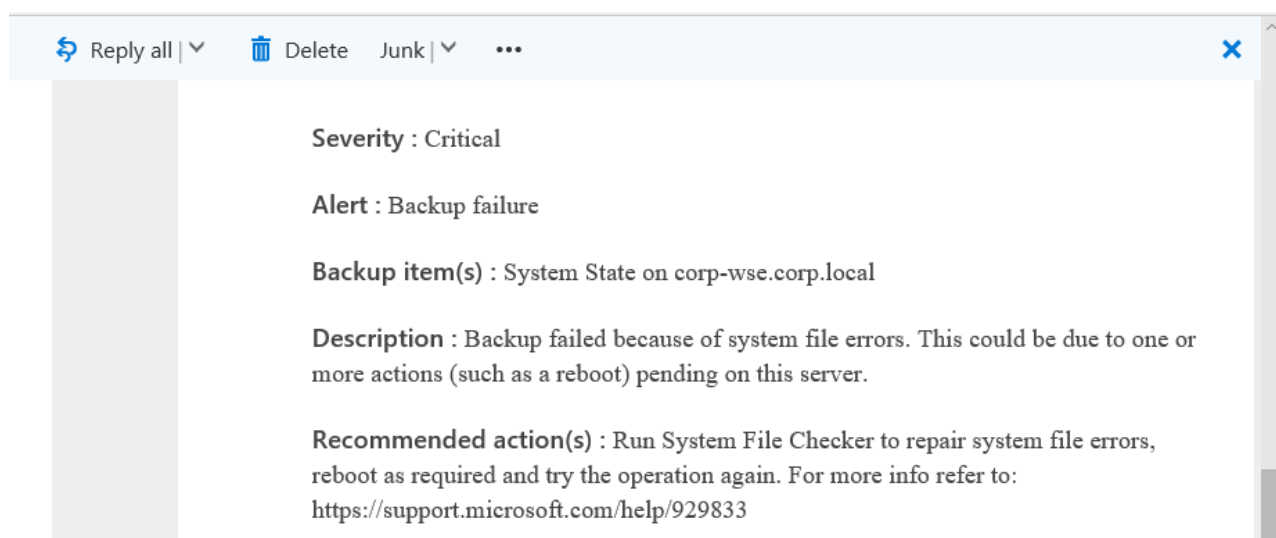 Reply all | Delete Junk | •••
Severity : Critical
Alert : Backup failure
Backup item(s) : System State on corp-wse.corp.local
Description : Backup failed because of system file errors. This could be due to one or
more actions (such as a reboot) pending on this server.
Recommended action(s) : Run System File Checker to repair system file errors,
reboot as required and try the operation again. For more info refer to:
https://support.microsoft.com/help/929833